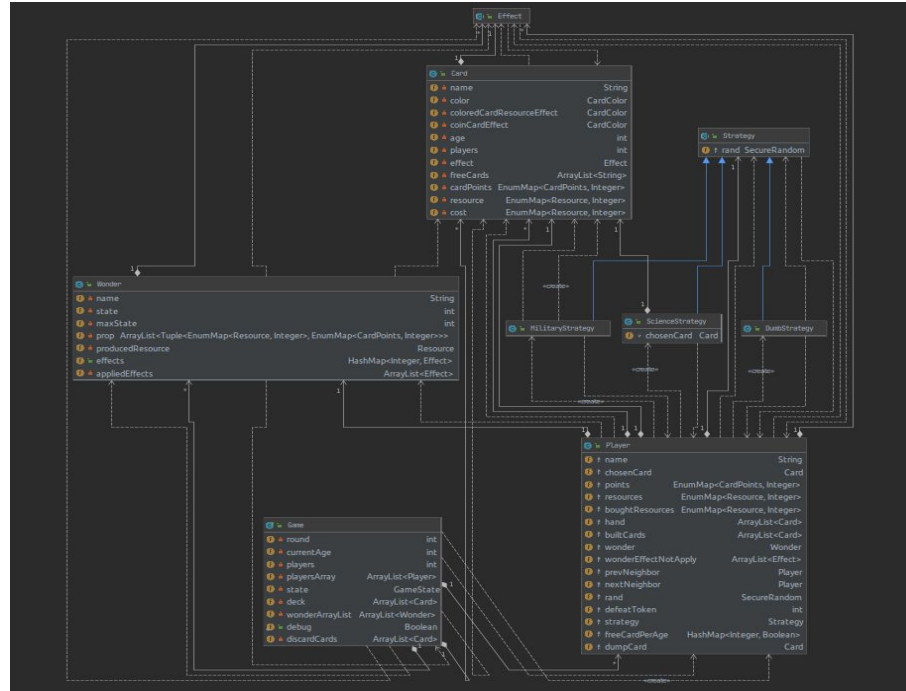 Effect
Card
name String
color CardColor
coloredCardResourceEffect CardColor
coinCardEffect CardColor
age int
players int
effect Effect
freeCards ArrayList<String>
cardPoints EnumMap<CardPoints, Integer>
resource EnumMap<Resource, Integer>
cost EnumMap<Resource, Integer>
Strategy
rand SecureRandom
Wonder
name String
state int
maxState int
prop ArrayList<Tuple<EnumMap<Resource, Integer>, EnumMap<CardPoints, Integer>>>
producedResource Resource
effects HashMap<Integer, Effect>
appliedEffects ArrayList<Effect>
«create»
MilitaryStrategy
ScienceStrategy
chosenCard Card
DumbStrategy
«create»
«create»
«create»
Player
name String
chosenCard Card
points EnumMap<CardPoints, Integer>
resources EnumMap<Resource, Integer>
boughtResources EnumMap<Resource, Integer>
hand ArrayList<Card>
builtCards ArrayList<Card>
wonder Wonder
wonderEffectNotApply ArrayList<Effect>
prevNeighbor Player
nextNeighbor Player
rand SecureRandom
defeatToken int
strategy Strategy
freeCardPerAge HashMap<Integer, Boolean>
dumpCard Card
Game
round int
currentAge int
players int
playersArray ArrayList<Player>
state GameState
deck ArrayList<Card>
wonderArrayList ArrayList<Wonder>
debug Boolean
discardCards ArrayList<Card>
«create»